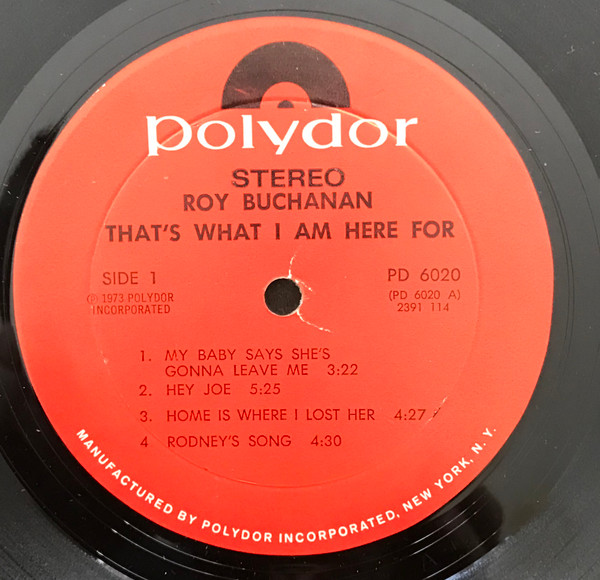 polydor
STEREO
ROY BUCHANAN
THAT'S WHAT I AM HERE FOR
SIDE 1
℗ 1973 POLYDOR
INCORPORATED
PD 6020
(PD 6020 A)
2391 114
1. MY BABY SAYS SHE'S
GONNA LEAVE ME 3:22
2. HEY JOE 5:25
3. HOME IS WHERE I LOST HER 4:27
4 RODNEY'S SONG 4:30
MANUFACTURED BY POLYDOR INCORPORATED, NEW YORK, N. Y.